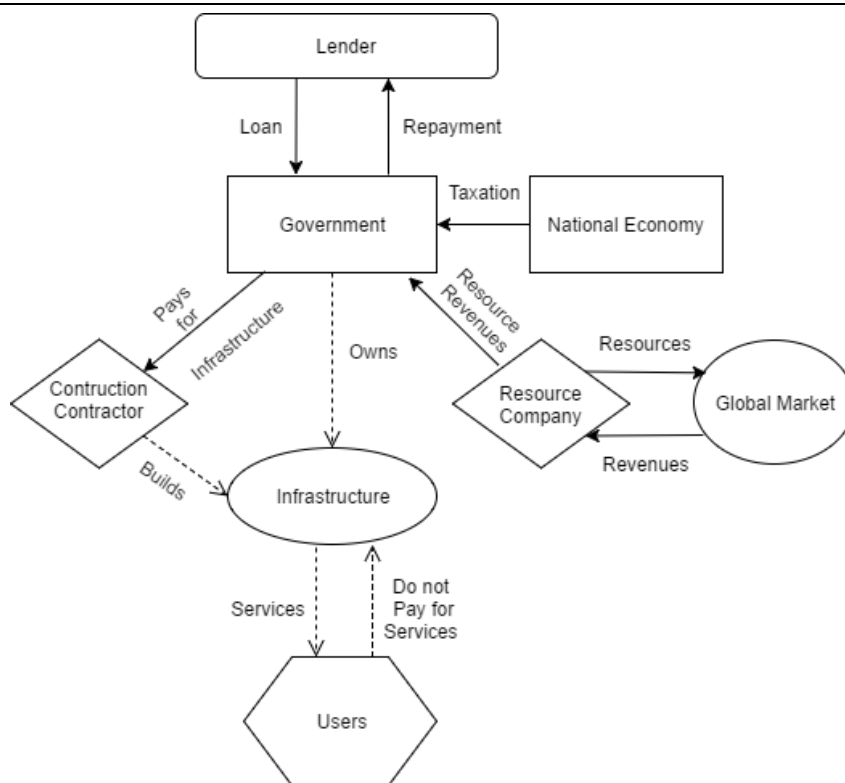 Lender
Loan
Repayment
Taxation
Government
National Economy
Pays
for
Infrastructure
Resource
Revenues
Owns
Resources
Contruction
Contractor
Resource
Company
Global Market
Revenues
Builds
Infrastructure
Services
Do not
Pay for
Services
Users